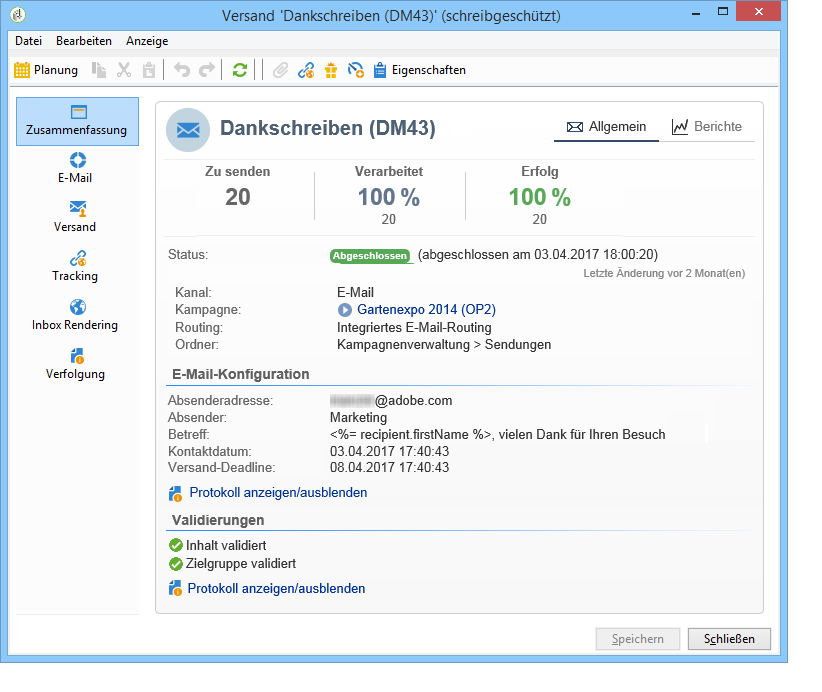 Versand 'Dankschreiben (DM43)' (schreibgeschützt)
Datei Bearbeiten Anzeige
Planung Eigenschaften
Zusammenfassung
E-Mail
Versand
Tracking
Inbox Rendering
Verfolgung
Dankschreiben (DM43)
Allgemein Berichte
Zu senden Verarbeitet Erfolg
20 100 % 100 %
20 20
Status: Abgeschlossen (abgeschlossen am 03.04.2017 18:00:20)
Letzte Änderung vor 2 Monat(en)
Kanal: E-Mail
Kampagne: Gartenexpo 2014 (OP2)
Routing: Integriertes E-Mail-Routing
Ordner: Kampagnenverwaltung > Sendungen
E-Mail-Konfiguration
Absenderadresse: @adobe.com
Absender: Marketing
Betreff: <%= recipient.firstName %>, vielen Dank für Ihren Besuch
Kontaktdatum: 03.04.2017 17:40:43
Versand-Deadline: 08.04.2017 17:40:43
Protokoll anzeigen/ausblenden
Validierungen
Inhalt validiert
Zielgruppe validiert
Protokoll anzeigen/ausblenden
Speichern Schließen